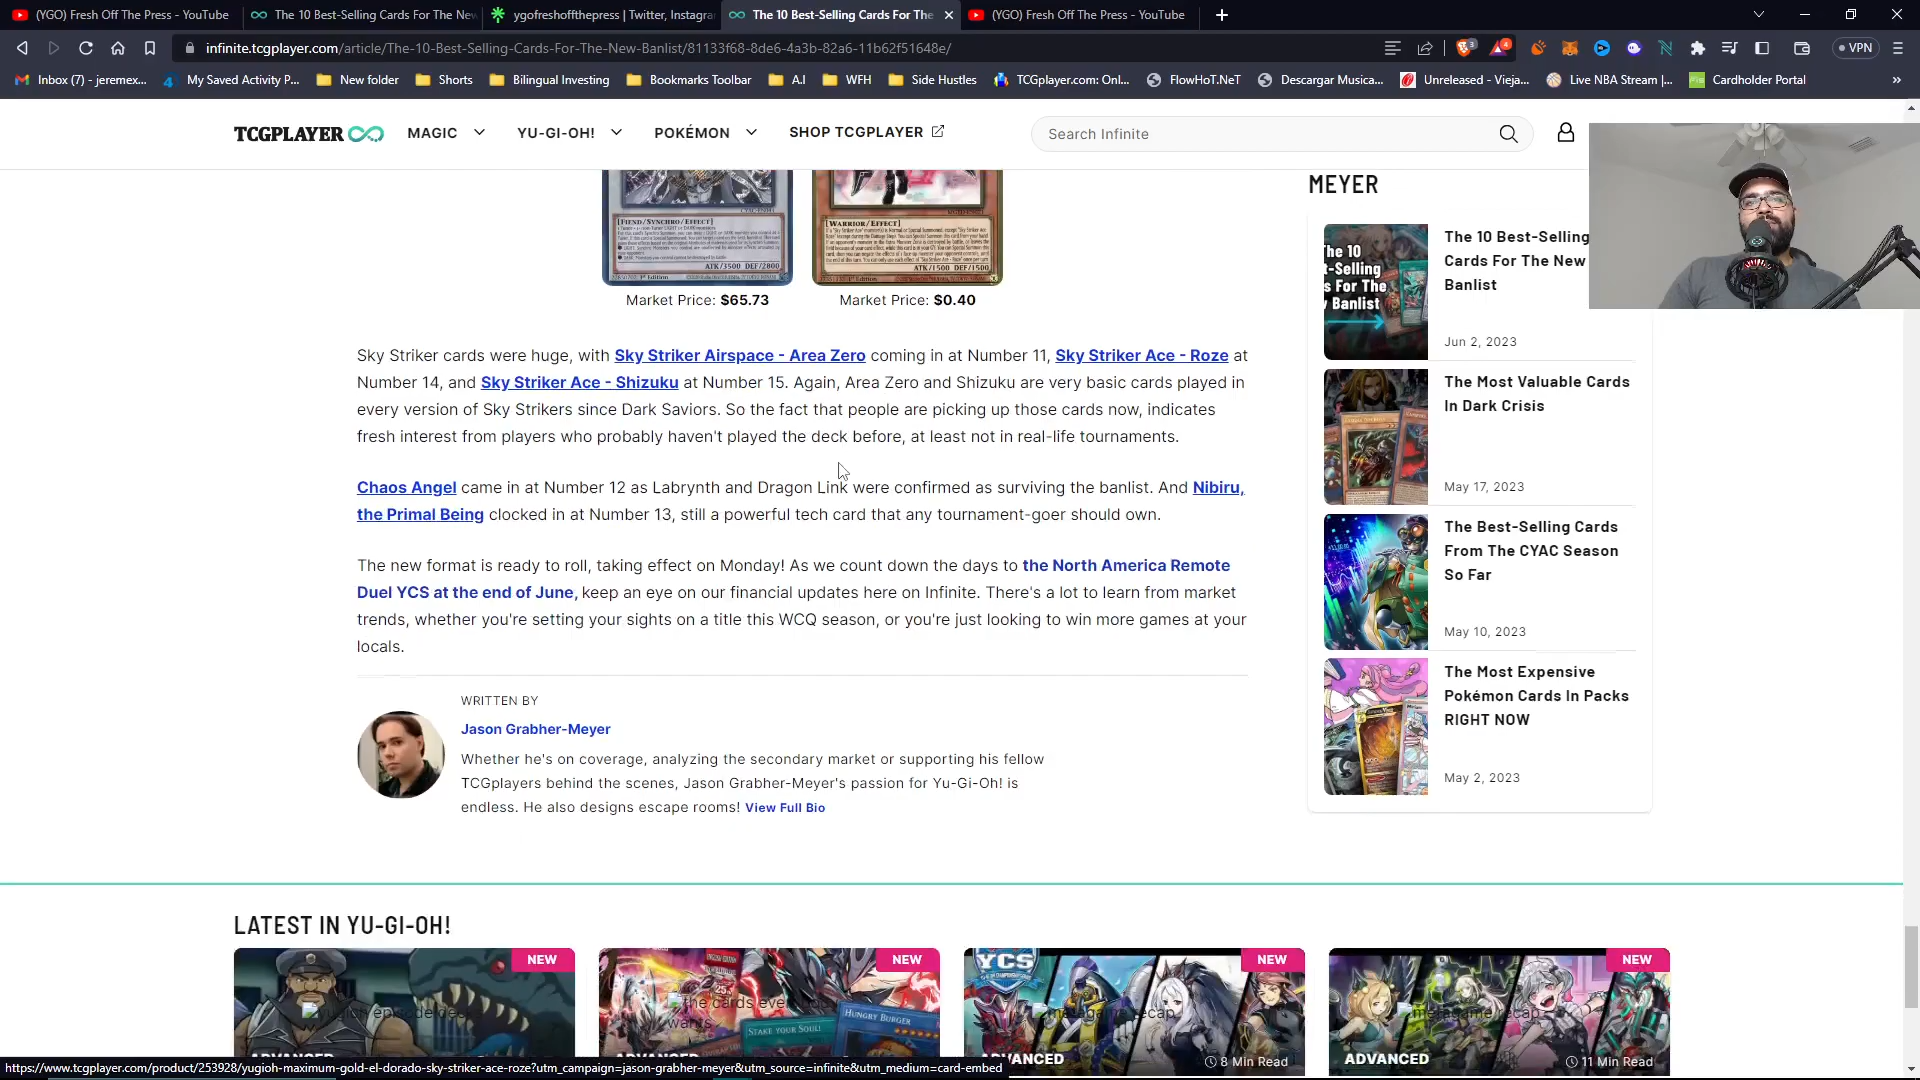 (YGO) Fresh Off The Press - YouTube
The 10 Best-Selling Cards For The New
ygofreshoffthepress | Twitter, Instagra
The 10 Best-Selling Cards For The
(YGO) Fresh Off The Press - YouTube
infinite.tcgplayer.com/article/The-10-Best-Selling-Cards-For-The-New-Banlist/81133f68-8de6-4a3b-82a6-11b62f51648e/
VPN
Inbox (7) - jeremex...
My Saved Activity P...
New folder
Shorts
Bilingual Investing
Bookmarks Toolbar
A.I
WFH
Side Hustles
TCGplayer.com: Onl...
FlowHoT.NeT
Descargar Musica...
Unreleased - Vieja...
Live NBA Stream |...
Cardholder Portal
TCGPLAYER
MAGIC
YU-GI-OH!
POKÉMON
SHOP TCGPLAYER
Search Infinite
[FIEND/SYNCHRO/EFFECT]
ATK/3500 DEF/2800
[WARRIOR/EFFECT]
ATK/1500 DEF/1500
Market Price: $65.73
Market Price: $0.40
Sky Striker cards were huge, with Sky Striker Airspace - Area Zero coming in at Number 11, Sky Striker Ace - Roze at
Number 14, and Sky Striker Ace - Shizuku at Number 15. Again, Area Zero and Shizuku are very basic cards played in
every version of Sky Strikers since Dark Saviors. So the fact that people are picking up those cards now, indicates
fresh interest from players who probably haven't played the deck before, at least not in real-life tournaments.
Chaos Angel came in at Number 12 as Labrynth and Dragon Link were confirmed as surviving the banlist. And Nibiru,
the Primal Being clocked in at Number 13, still a powerful tech card that any tournament-goer should own.
The new format is ready to roll, taking effect on Monday! As we count down the days to the North America Remote
Duel YCS at the end of June, keep an eye on our financial updates here on Infinite. There's a lot to learn from market
trends, whether you're setting your sights on a title this WCQ season, or you're just looking to win more games at your
locals.
WRITTEN BY
Jason Grabher-Meyer
Whether he's on coverage, analyzing the secondary market or supporting his fellow
TCGplayers behind the scenes, Jason Grabher-Meyer's passion for Yu-Gi-Oh! is
endless. He also designs escape rooms! View Full Bio
MEYER
The 10 Best-Selling
Cards For The New
Banlist
Jun 2, 2023
The Most Valuable Cards
In Dark Crisis
May 17, 2023
The Best-Selling Cards
From The CYAC Season
So Far
May 10, 2023
The Most Expensive
Pokémon Cards In Packs
RIGHT NOW
May 2, 2023
LATEST IN YU-GI-OH!
NEW
NEW
NEW
NEW
YCS
STAKE YOUR SOUL!
HUNGRY BURGER
ADVANCED
ADVANCED
ADVANCED
8 Min Read
ADVANCED
11 Min Read
https://www.tcgplayer.com/product/253928/yugioh-maximum-gold-el-dorado-sky-striker-ace-roze?utm_campaign=jason-grabher-meyer&utm_source=infinite&utm_medium=card-embed